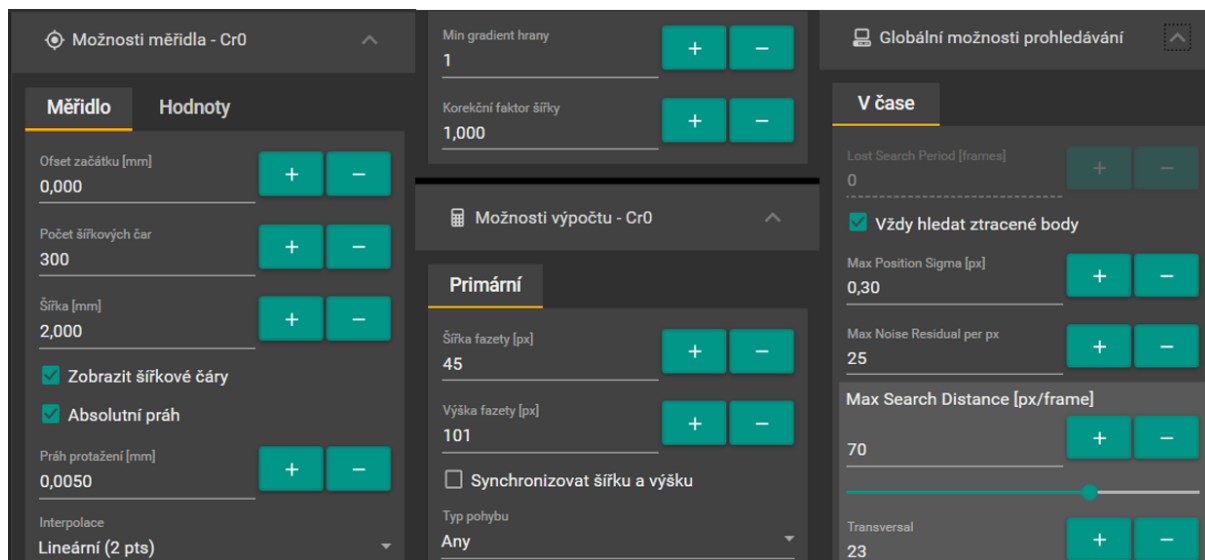 Možnosti měřidla - Cr0
Měřidlo Hodnoty
Ofset začátku [mm]
0,000
+ −
Počet šířkových čar
300
+ −
Šířka [mm]
2,000
+ −
Zobrazit šířkové čáry
Absolutní práh
Práh protažení [mm]
0,0050
+ −
Interpolace
Lineární (2 pts)
Min gradient hrany
1
+ −
Korekční faktor šířky
1,000
+ −
Možnosti výpočtu - Cr0
Primární
Šířka fazety [px]
45
+ −
Výška fazety [px]
101
+ −
Synchronizovat šířku a výšku
Typ pohybu
Any
Globální možnosti prohledávání
V čase
Lost Search Period [frames]
0
+ −
Vždy hledat ztracené body
Max Position Sigma [px]
0,30
+ −
Max Noise Residual per px
25
+ −
Max Search Distance [px/frame]
70
+ −
Transversal
23
+ −